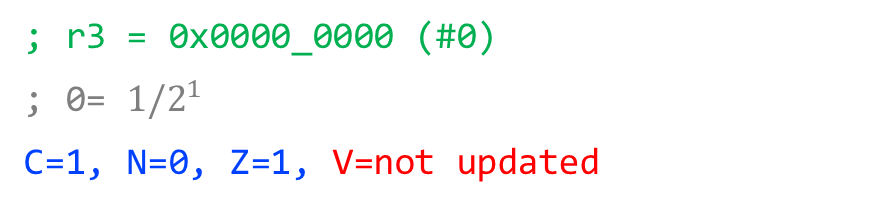 ; r3 = 0x0000_0000 (#0)
; 0= 1/2¹
C=1, N=0, Z=1, V=not updated